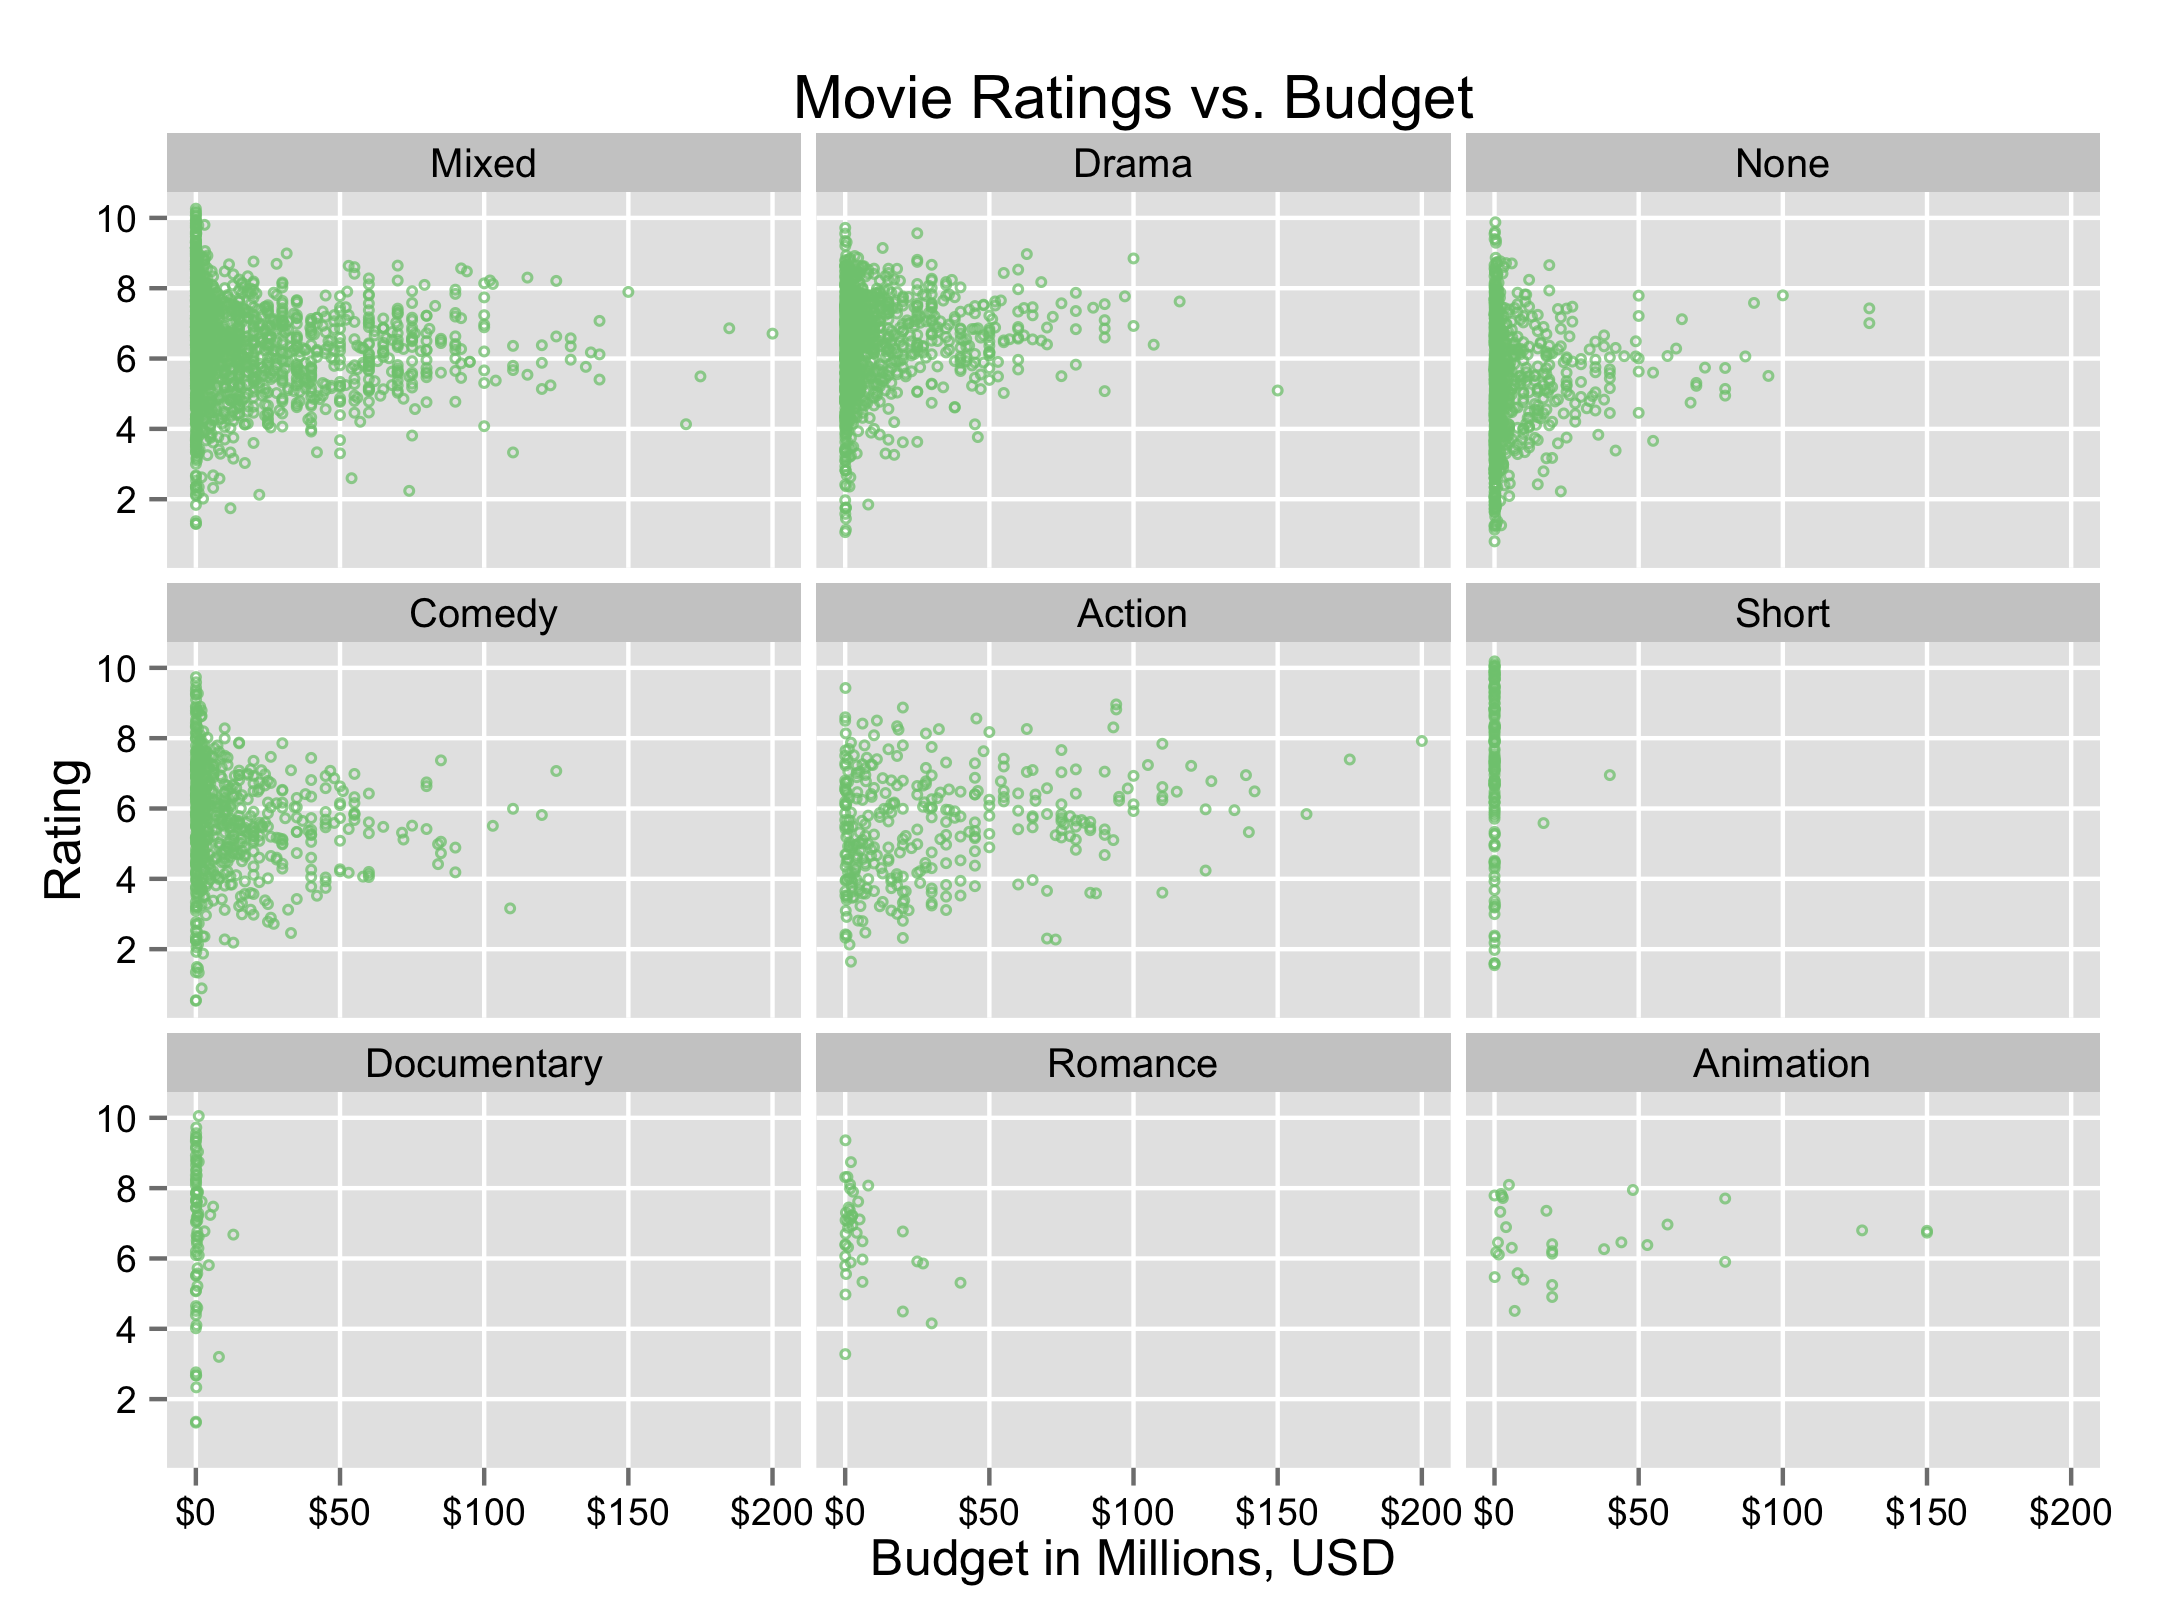 Movie Ratings vs. Budget
Mixed Drama None
10
8
6
4
2
Comedy Action Short
10
8
6
4
2
Rating
Documentary Romance Animation
10
8
6
4
2
$0 $50 $100 $150 $200 $0 $50 $100 $150 $200 $0 $50 $100 $150 $200
Budget in Millions, USD